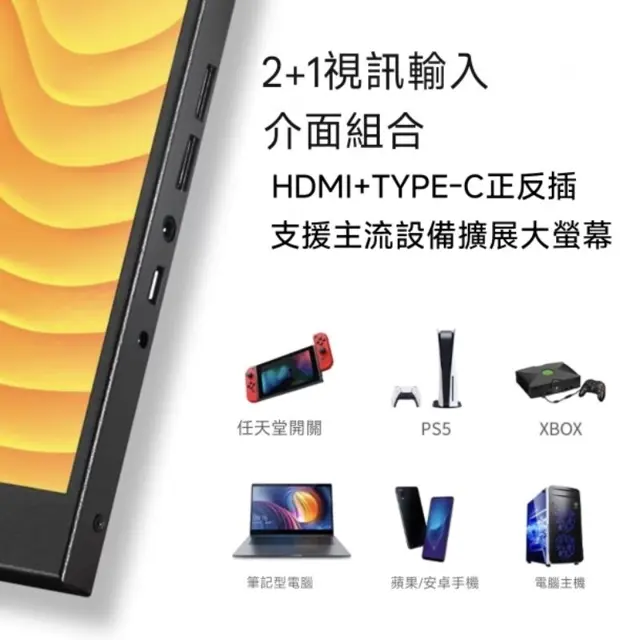 2+1視訊輸入
介面組合
HDMI+TYPE-C正反插
支援主流設備擴展大螢幕
任天堂開關
PS5
XBOX
筆記型電腦
蘋果/安卓手機
電腦主機